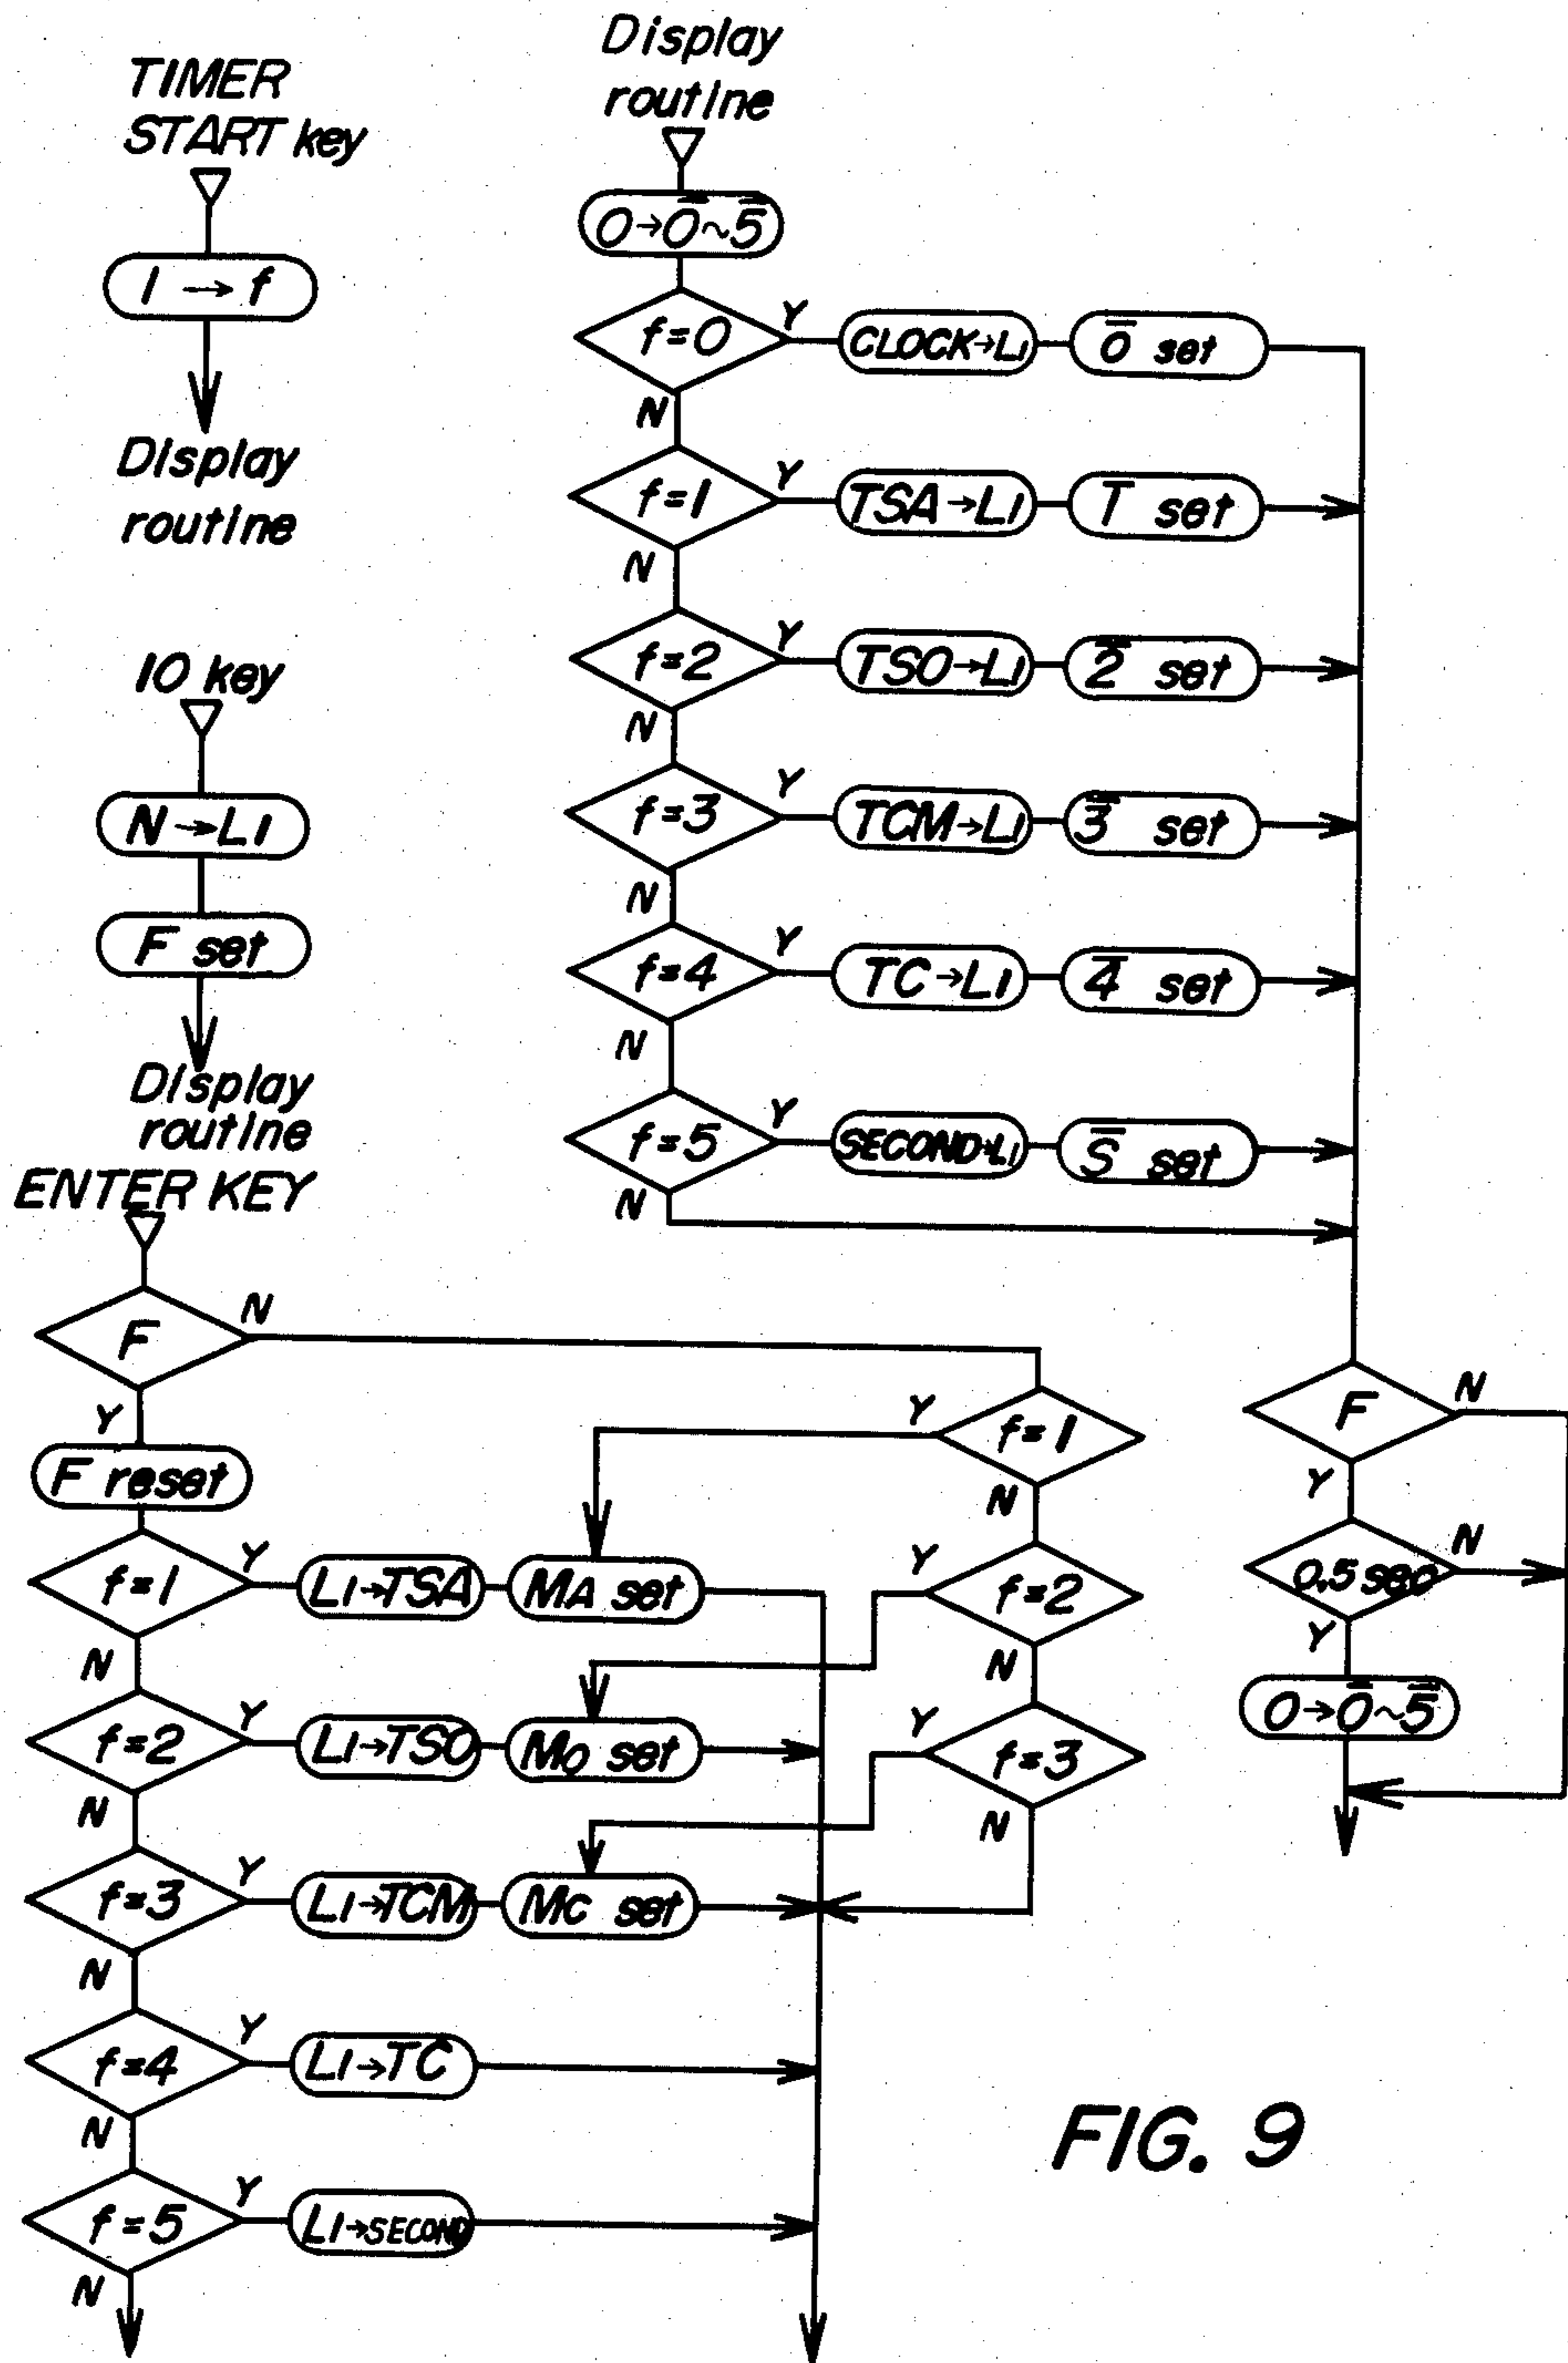 TIMER
START key
1 → f
Display
routine
10 key
N → L1
F set
Display
routine
Display
routine
0→0̅~5̅
f=0
Y
CLOCK→L1
0̅ set
N
f=1
Y
TSA→L1
T̅ set
N
f=2
Y
TSO→L1
2̅ set
N
f=3
Y
TCM→L1
3̅ set
N
f=4
Y
TC→L1
4̅ set
N
f=5
Y
SECOND→L1
S̅ set
N
F
N
Y
0.5 sec
N
Y
0→0̅~5̅
ENTER KEY
F
N
Y
F reset
f=1
Y
L1→TSA
MA set
N
f=2
Y
L1→TSO
MO set
N
f=3
Y
L1→TCM
MC set
N
f=4
Y
L1→TC
N
f=5
Y
L1→SECOND
N
Y
f=1
N
Y
f=2
N
Y
f=3
N
FIG. 9